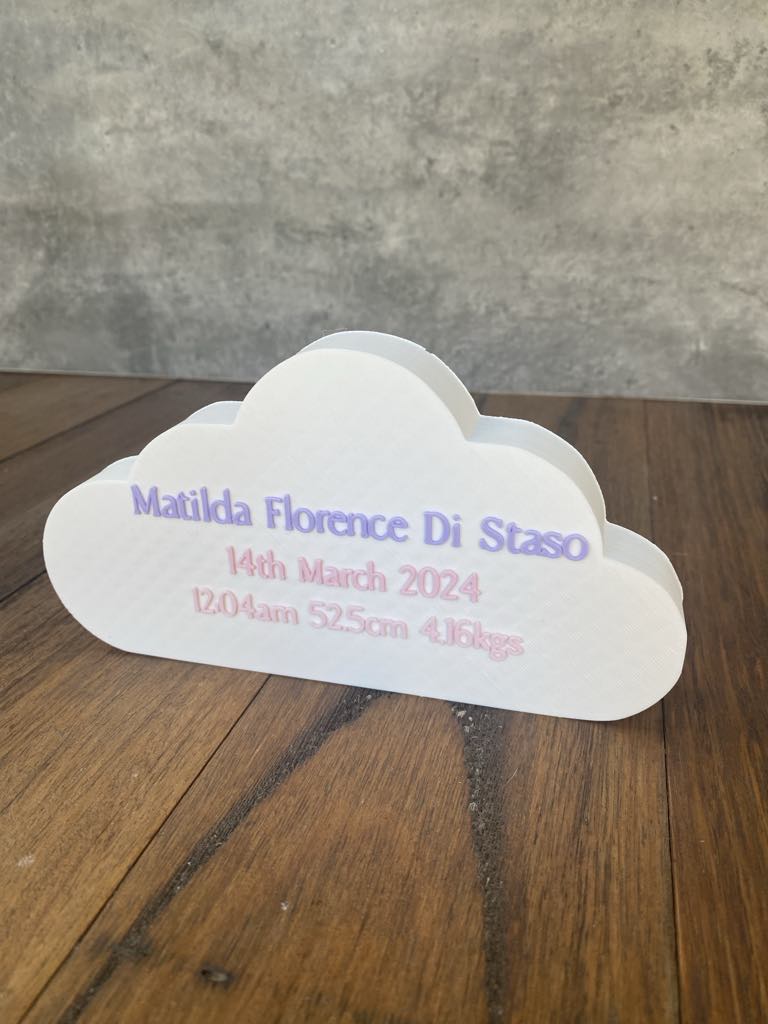 Matilda Florence Di Staso
14th March 2024
12.04am 52.5cm 4.16kgs